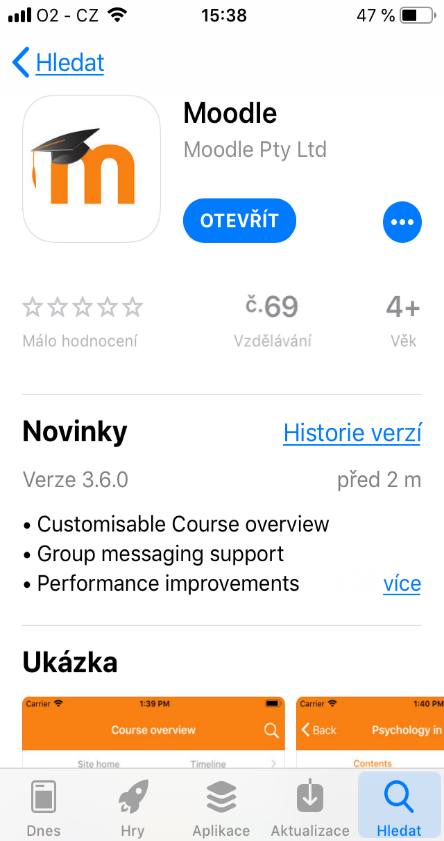 O2 - CZ 15:38 47 %
Hledat
m
Moodle
Moodle Pty Ltd
OTEVŘÍT
Málo hodnocení
č.69
Vzdělávání
4+
Věk
Novinky Historie verzí
Verze 3.6.0 před 2 m
• Customisable Course overview
• Group messaging support
• Performance improvements více
Ukázka
Carrier 1:39 PM
Course overview
Site home Timeline
Carrier 1:40 PM
Back Psychology in
Contents
Dnes Hry Aplikace Aktualizace Hledat